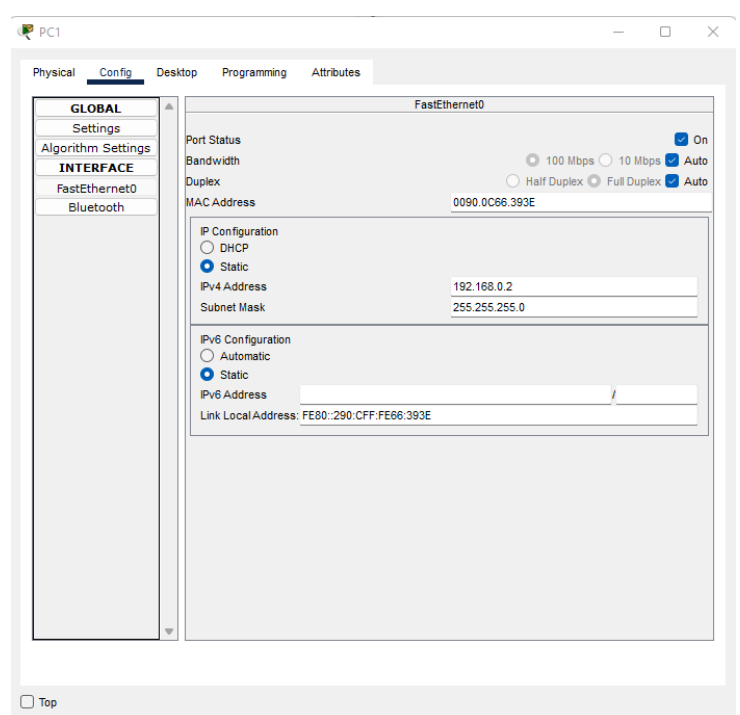 PC1
Physical Config Desktop Programming Attributes
GLOBAL
Settings
Algorithm Settings
INTERFACE
FastEthernet0
Bluetooth
FastEthernet0
Port Status On
Bandwidth 100 Mbps 10 Mbps Auto
Duplex Half Duplex Full Duplex Auto
MAC Address 0090.0C66.393E
IP Configuration
DHCP
Static
IPv4 Address 192.168.0.2
Subnet Mask 255.255.255.0
IPv6 Configuration
Automatic
Static
IPv6 Address /
Link Local Address: FE80::290:CFF:FE66:393E
Top